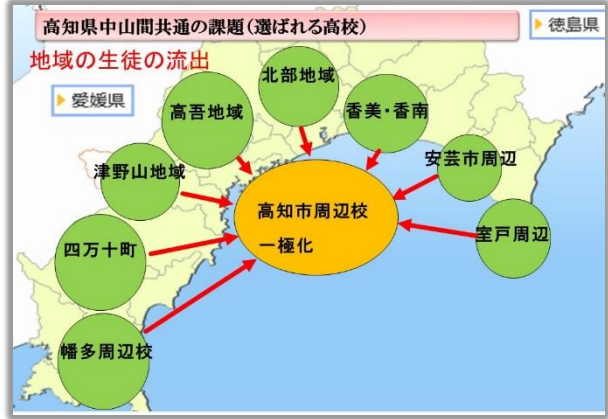 高知県中山間共通の課題（選ばれる高校）
▶ 徳島県
地域の生徒の流出
▶ 愛媛県
北部地域
高吾地域
香美・香南
津野山地域
安芸市周辺
高知市周辺校
一極化
室戸周辺
四万十町
幡多周辺校